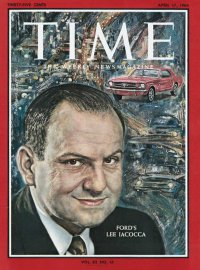 THIRTY-FIVE CENTS
APRIL 17, 1964
TIME
THE WEEKLY NEWSMAGAZINE
FORD'S
LEE IACOCCA